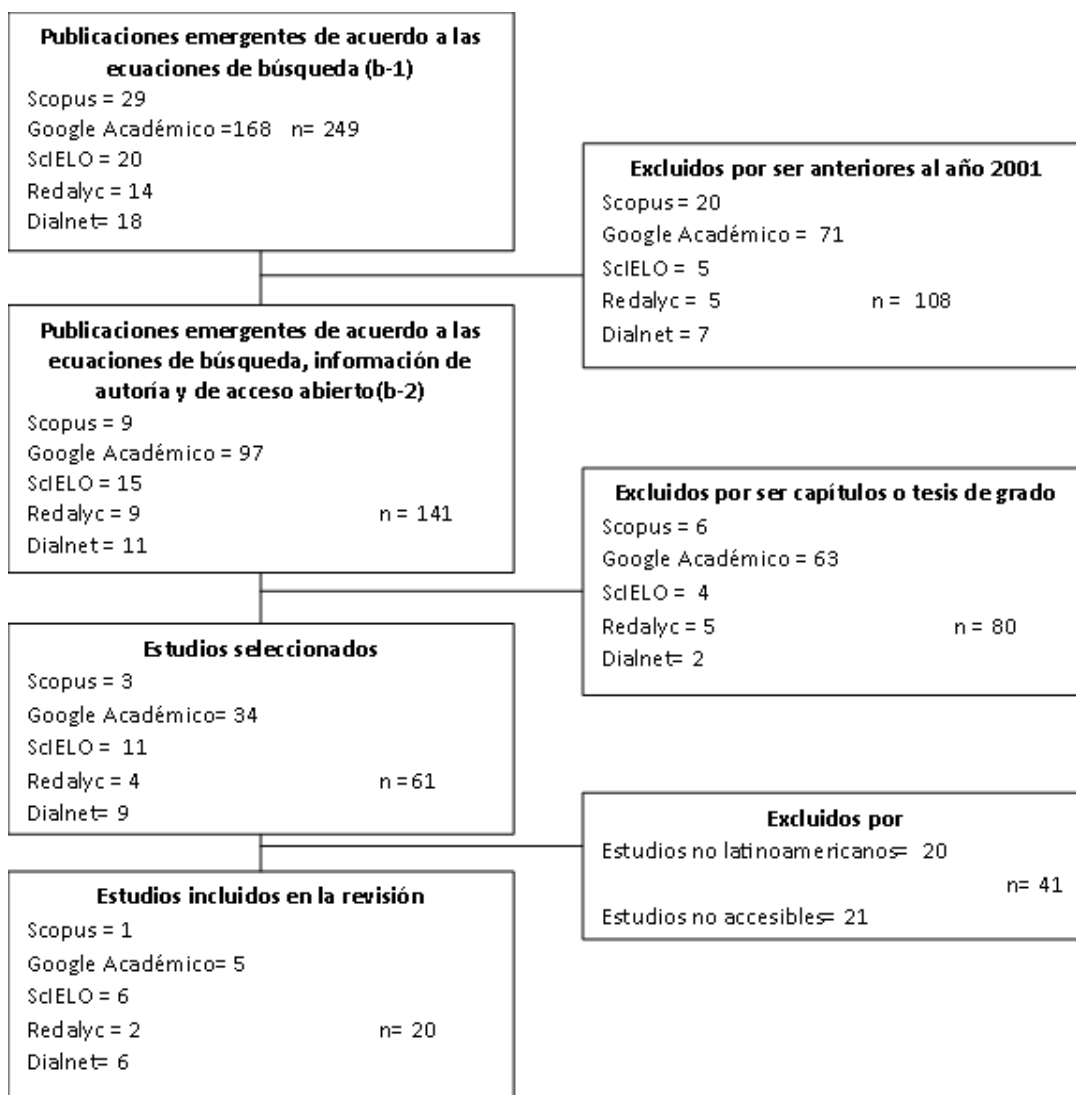 Publicaciones emergentes de acuerdo a las
ecuaciones de búsqueda (b-1)
Scopus = 29
Google Académico =168 n= 249
ScIELO = 20
Redalyc = 14
Dialnet= 18
Excluidos por ser anteriores al año 2001
Scopus = 20
Google Académico = 71
ScIELO = 5
Redalyc = 5 n = 108
Dialnet = 7
Publicaciones emergentes de acuerdo a las
ecuaciones de búsqueda, información de
autoría y de acceso abierto(b-2)
Scopus = 9
Google Académico = 97
ScIELO = 15
Redalyc = 9 n = 141
Dialnet = 11
Excluidos por ser capítulos o tesis de grado
Scopus = 6
Google Académico = 63
ScIELO = 4
Redalyc = 5 n = 80
Dialnet= 2
Estudios seleccionados
Scopus = 3
Google Académico= 34
ScIELO = 11
Redalyc = 4 n =61
Dialnet= 9
Excluidos por
Estudios no latinoamericanos= 20
n= 41
Estudios no accesibles= 21
Estudios incluidos en la revisión
Scopus = 1
Google Académico= 5
ScIELO = 6
Redalyc = 2 n= 20
Dialnet= 6